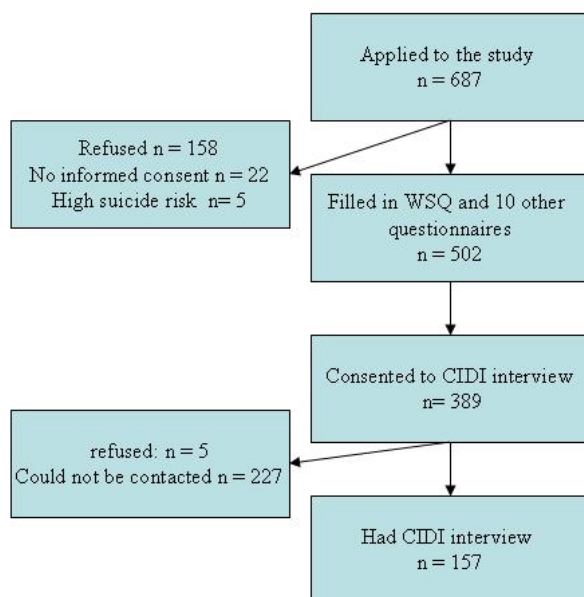 Applied to the study
n = 687
Refused n = 158
No informed consent n = 22
High suicide risk n= 5
Filled in WSQ and 10 other
questionnaires
n = 502
Consented to CIDI interview
n= 389
refused: n = 5
Could not be contacted n = 227
Had CIDI interview
n = 157